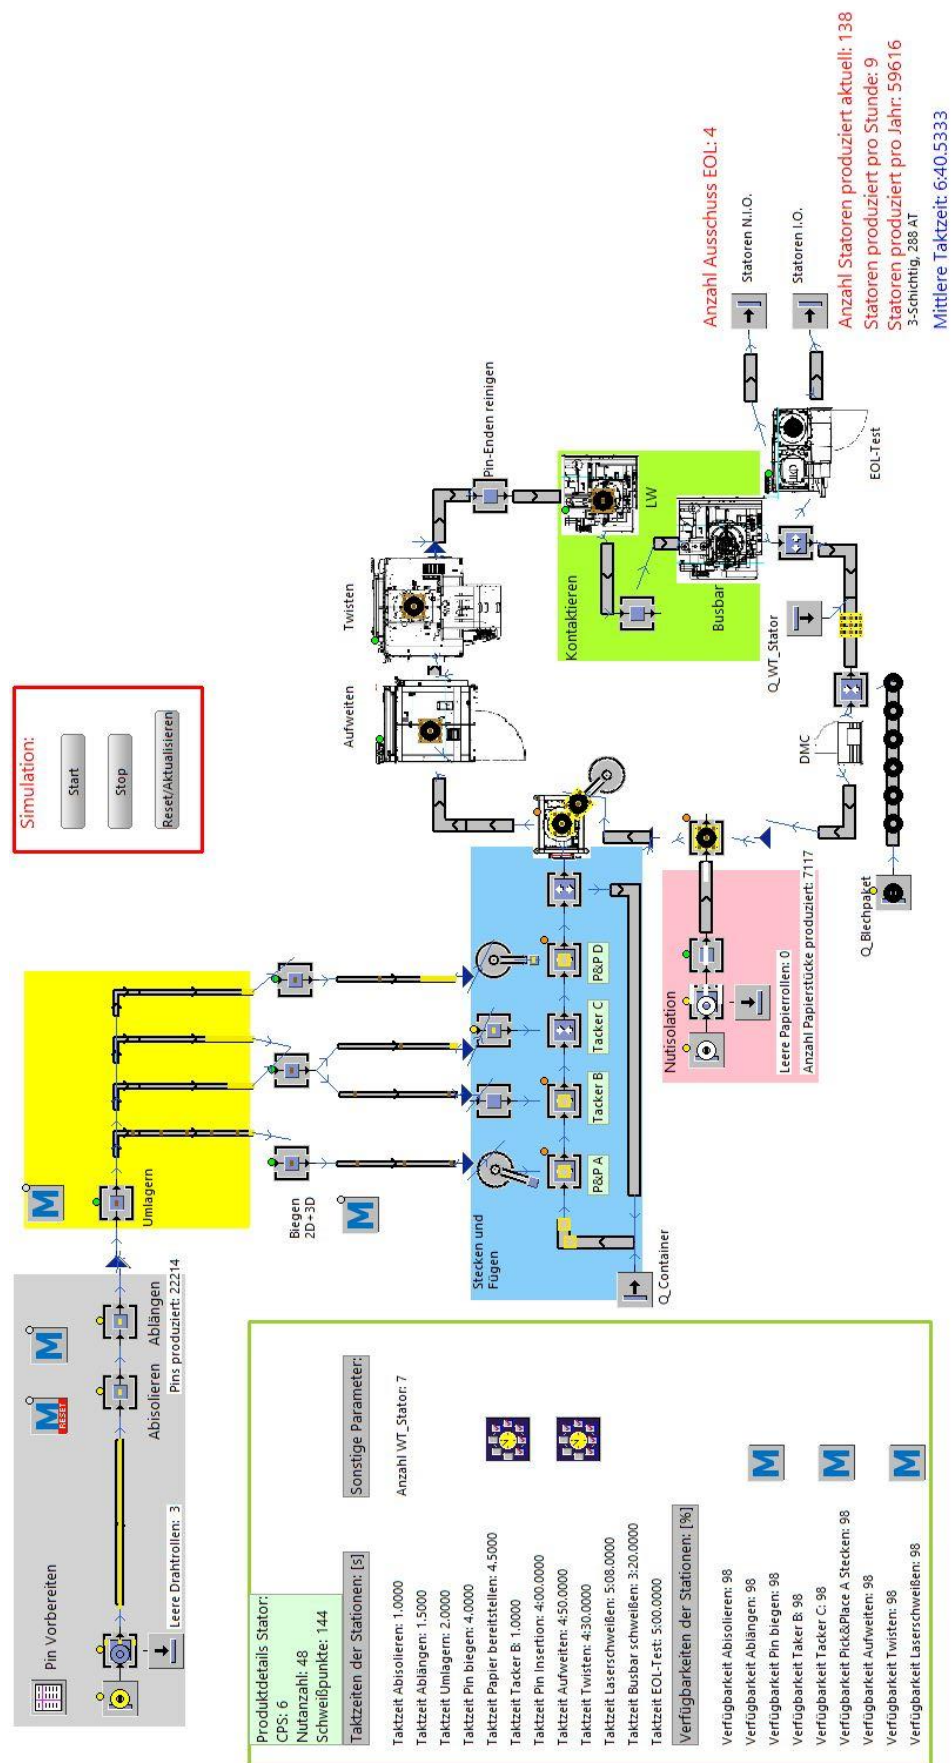 Simulation:
Start
Stop
Reset/Aktualisieren
Pin Vorbereiten
M
RESET
M
Leere Drahtrollen: 3
Abisolieren
Ablängen
Pins produziert: 22214
M
Umlagern
Biegen
2D+3D
M
Stecken und
Fügen
P&P A
Tacker B
Tacker C
P&P D
Q_Container
Nutisolation
Leere Papierrollen: 0
Anzahl Papierstücke produziert: 7117
Q_Blechpaket
DMC
Q_WT_Stator
Aufweiten
Twisten
Pin-Enden reinigen
Kontaktieren
LW
Busbar
EOL-Test
Anzahl Ausschuss EOL: 4
Statoren N.I.O.
Statoren I.O.
Anzahl Statoren produziert aktuell: 138
Statoren produziert pro Stunde: 9
Statoren produziert pro Jahr: 59616
3-Schichtig, 288 AT
Mittlere Taktzeit: 6:40.5333
Produktdetails Stator:
CPS: 6
Nutanzahl: 48
Schweißpunkte: 144
Taktzeiten der Stationen: [s]
Taktzeit Abisolieren: 1.0000
Taktzeit Ablängen: 1.5000
Taktzeit Umlagern: 2.0000
Taktzeit Pin biegen: 4.0000
Taktzeit Papier bereitstellen: 4.5000
Taktzeit Tacker B: 1.0000
Taktzeit Pin Insertion: 4:00.0000
Taktzeit Aufweiten: 4:50.0000
Taktzeit Twisten: 4:30.0000
Taktzeit Laserschweißen: 5:08.0000
Taktzeit Busbar schweißen: 3:20.0000
Taktzeit EOL-Test: 5:00.0000
Sonstige Parameter:
Anzahl WT_Stator: 7
Verfügbarkeiten der Stationen: [%]
Verfügbarkeit Abisolieren: 98
Verfügbarkeit Ablängen: 98
Verfügbarkeit Pin biegen: 98
Verfügbarkeit Taker B: 98
Verfügbarkeit Tacker C: 98
Verfügbarkeit Pick&Place A Stecken: 98
Verfügbarkeit Aufweiten: 98
Verfügbarkeit Twisten: 98
Verfügbarkeit Laserschweißen: 98
M
M
M